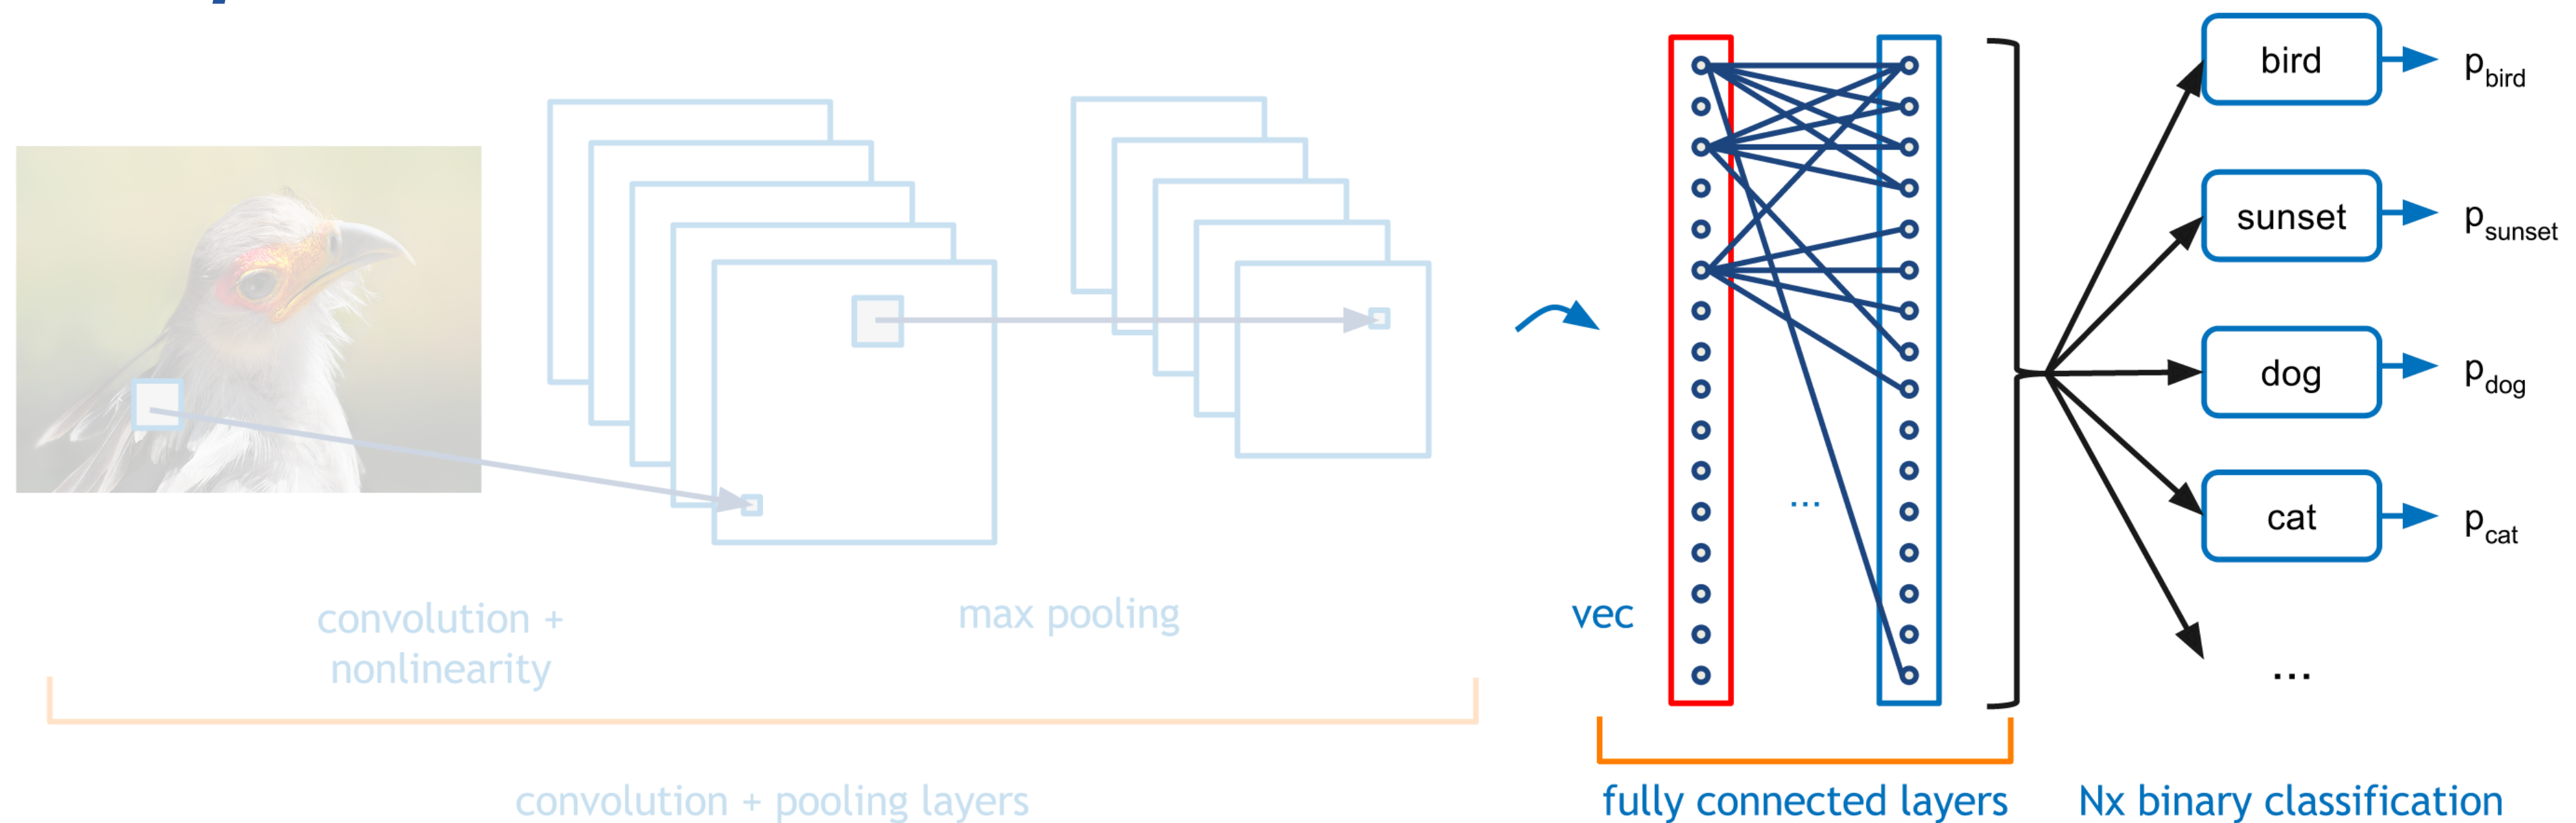 bird
p_bird
sunset
p_sunset
dog
p_dog
cat
p_cat
...
...
convolution +
nonlinearity
max pooling
vec
convolution + pooling layers
fully connected layers
Nx binary classification